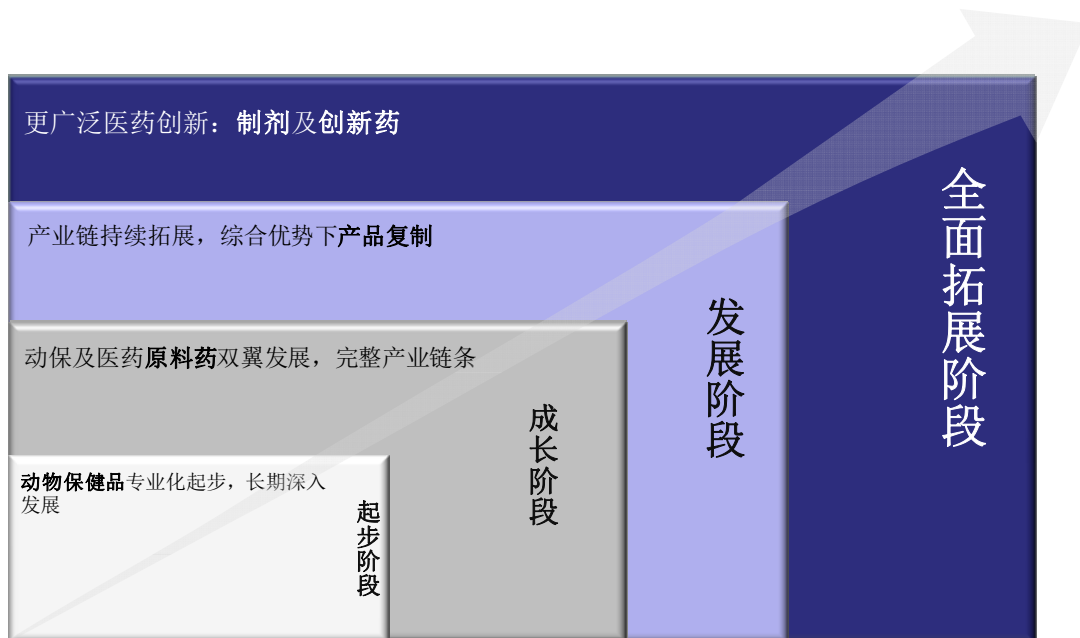 更广泛医药创新：制剂及创新药
全面拓展阶段
产业链持续拓展，综合优势下产品复制
发展阶段
动保及医药原料药双翼发展，完整产业链条
成长阶段
动物保健品专业化起步，长期深入
发展
起步阶段